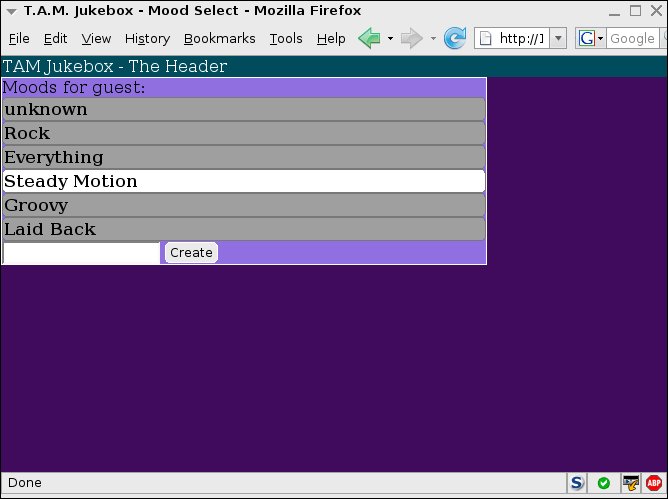 T.A.M. Jukebox - Mood Select - Mozilla Firefox
File Edit View History Bookmarks Tools Help http://1 G Google
TAM Jukebox - The Header
Moods for guest:
unknown
Rock
Everything
Steady Motion
Groovy
Laid Back
Create
Done S ABP